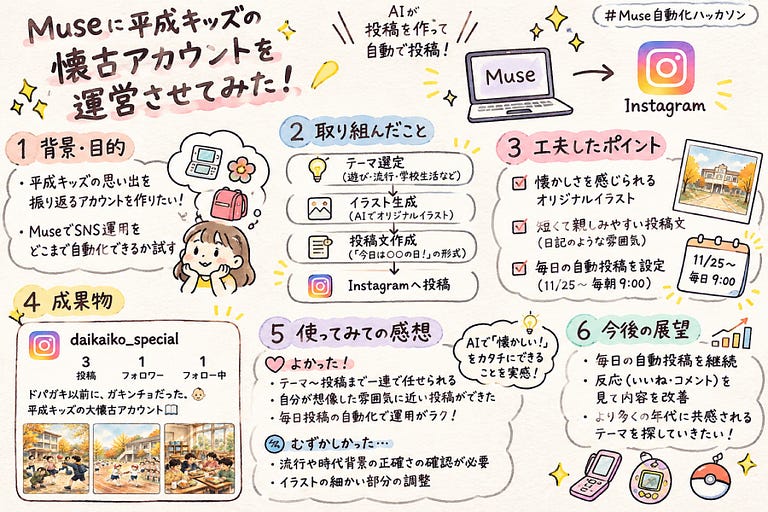 Museに平成キッズの
懐古アカウントを
運営させてみた！
AIが
投稿を作って
自動で投稿！
#Muse自動化ハッカソン
Muse
Instagram
1 背景・目的
・平成キッズの思い出を
振り返るアカウントを作りたい！
・MuseでSNS運用を
どこまで自動化できるか試す
2 取り組んだこと
テーマ選定
(遊び・流行・学校生活など)
イラスト生成
(AIでオリジナルイラスト)
投稿文作成
(「今日は〇〇の日！」の形式)
Instagramへ投稿
3 工夫したポイント
懐かしさを感じられる
オリジナルイラスト
短くて親しみやすい投稿文
(日記のような雰囲気)
毎日の自動投稿を設定
(11/25〜 毎朝 9:00)
11/25〜
毎日 9:00
4 成果物
daikaiko_special
3 1 1
投稿 フォロワー フォロー中
ドパガキ以前に、ガキンチョだった。
平成キッズの大懐古アカウント
5 使ってみての感想
よかった！
・テーマ〜投稿まで一連で任せられる
・自分が想像した雰囲気に近い投稿ができた
・毎日投稿の自動化で運用がラク！
むずかしかった…
・流行や時代背景の正確さの確認が必要
・イラストの細かい部分の調整
AIで「懐かしい！」
をカタチにできる
ことを実感！
6 今後の展望
・毎日の自動投稿を継続
・反応(いいね・コメント)を
見て内容を改善
・より多くの年代に共感される
テーマを探していきたい！